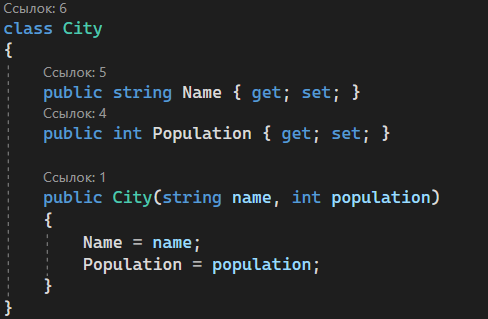 Ссылок: 6
class City
{
Ссылок: 5
public string Name { get; set; }
Ссылок: 4
public int Population { get; set; }
Ссылок: 1
public City(string name, int population)
{
Name = name;
Population = population;
}
}